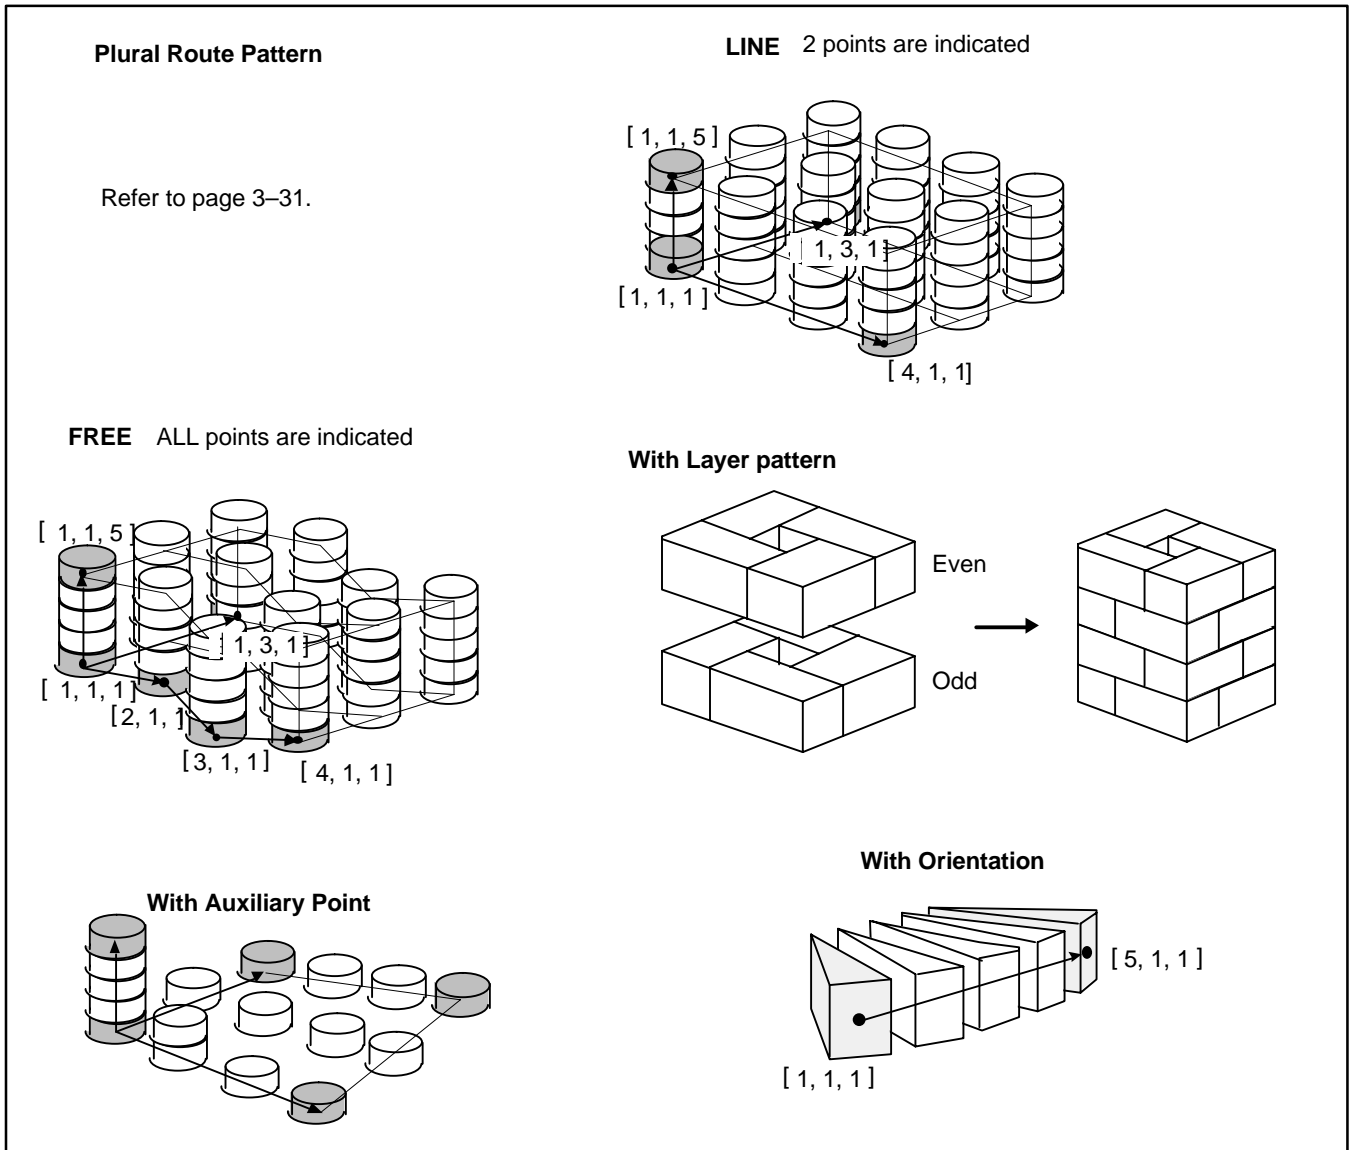 Plural Route Pattern
Refer to page 3–31.
LINE 2 points are indicated
[ 1, 1, 5 ]
1, 3, 1]
[1, 1, 1 ]
[ 4, 1, 1]
FREE ALL points are indicated
[ 1, 1, 5 ]
1, 3, 1]
[ 1, 1, 1 ]
[2, 1, 1
[3, 1, 1 ]
[ 4, 1, 1 ]
With Layer pattern
Even
Odd
With Auxiliary Point
With Orientation
[ 5, 1, 1 ]
[ 1, 1, 1 ]